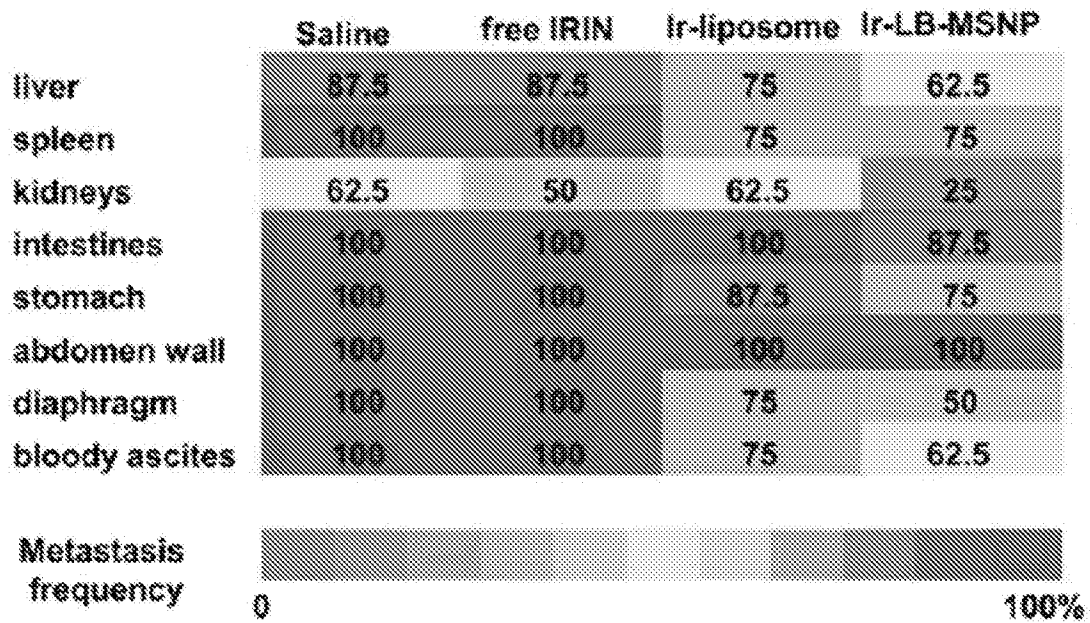 Saline free IRIN Ir-liposome Ir-LB-MSNP
liver 87.5 87.5 75 62.5
spleen 100 100 75 75
kidneys 62.5 50 62.5 25
intestines 100 100 100 87.5
stomach 100 100 87.5 75
abdomen wall 100 100 100 100
diaphragm 100 100 75 50
bloody ascites 100 100 75 62.5
Metastasis
frequency
0 100%